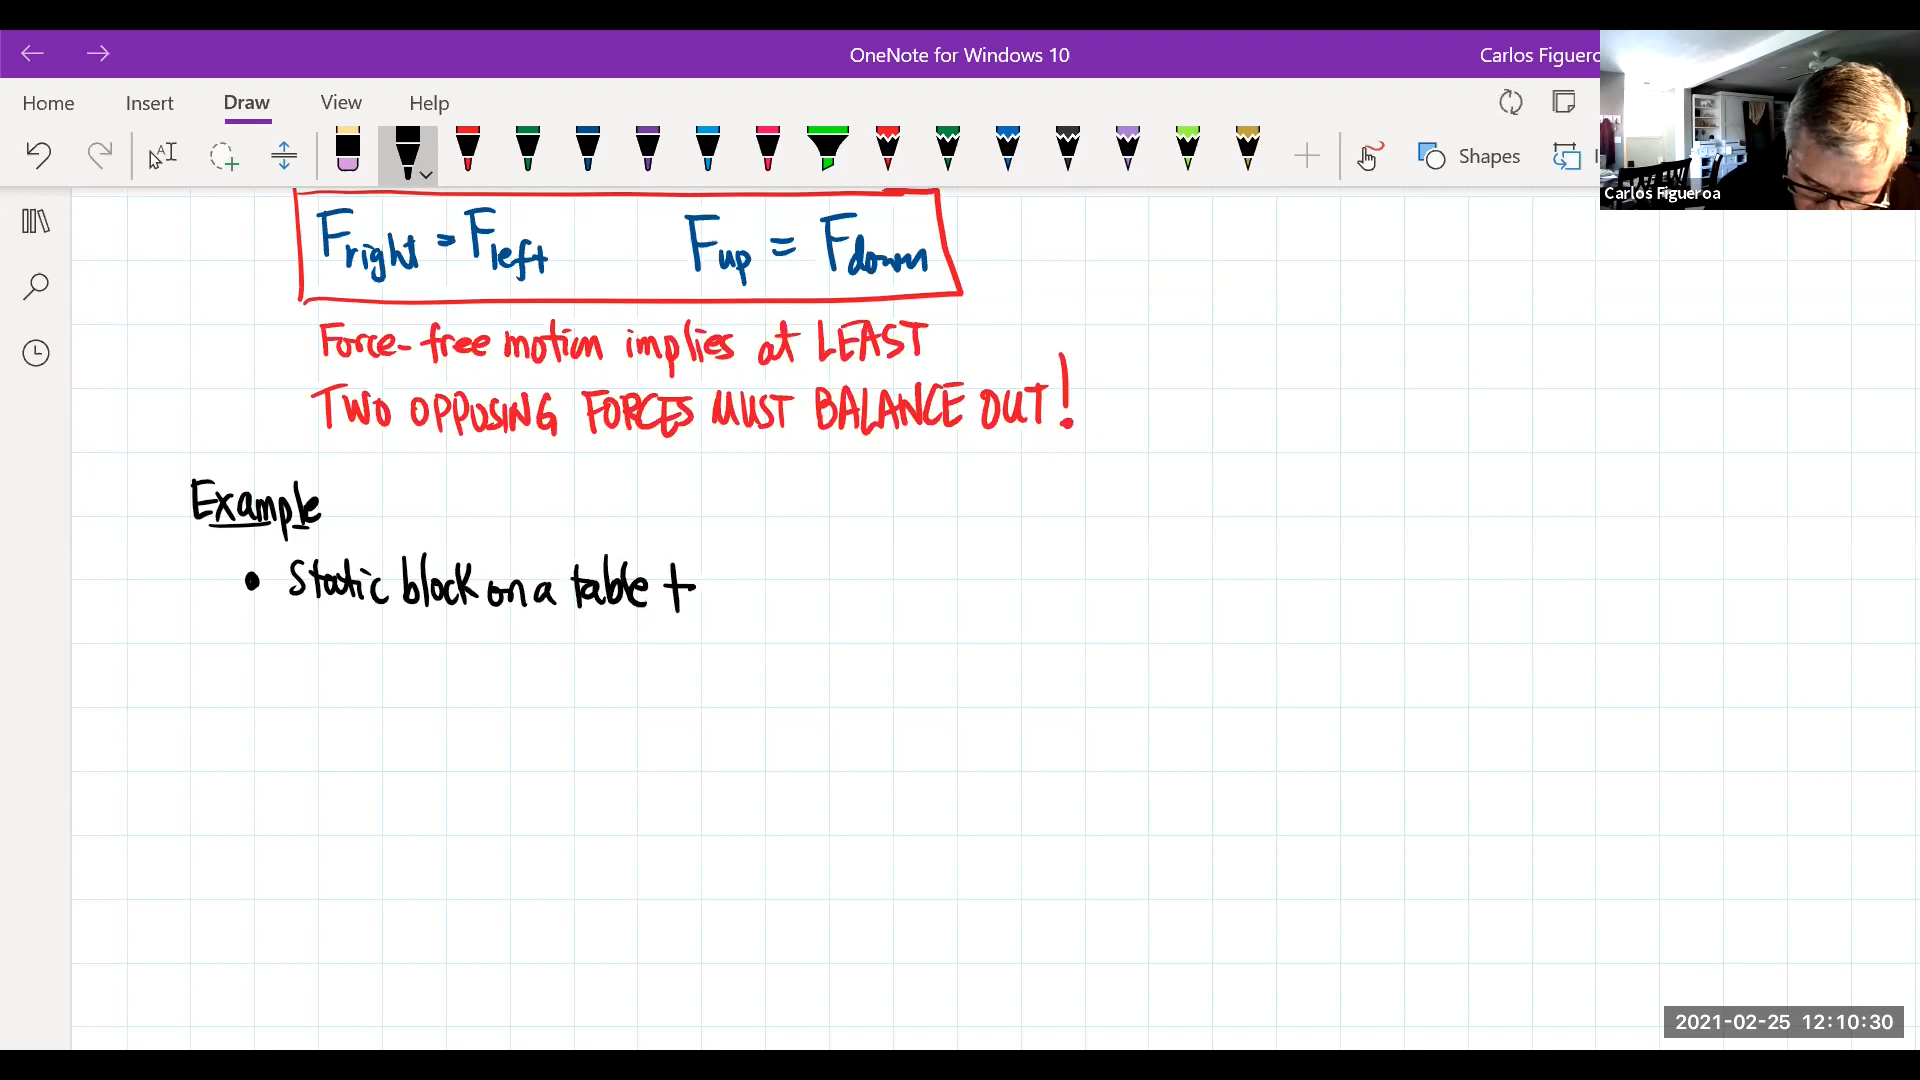 OneNote for Windows 10
Carlos Figuero
Home Insert Draw View Help
Shapes
Carlos Figueroa
Fright = Fleft Fup = Fdown
Force-free motion implies at LEAST
TWO OPPOSING FORCES MUST BALANCE OUT!
Example
• Static block on a table +
2021-02-25 12:10:30